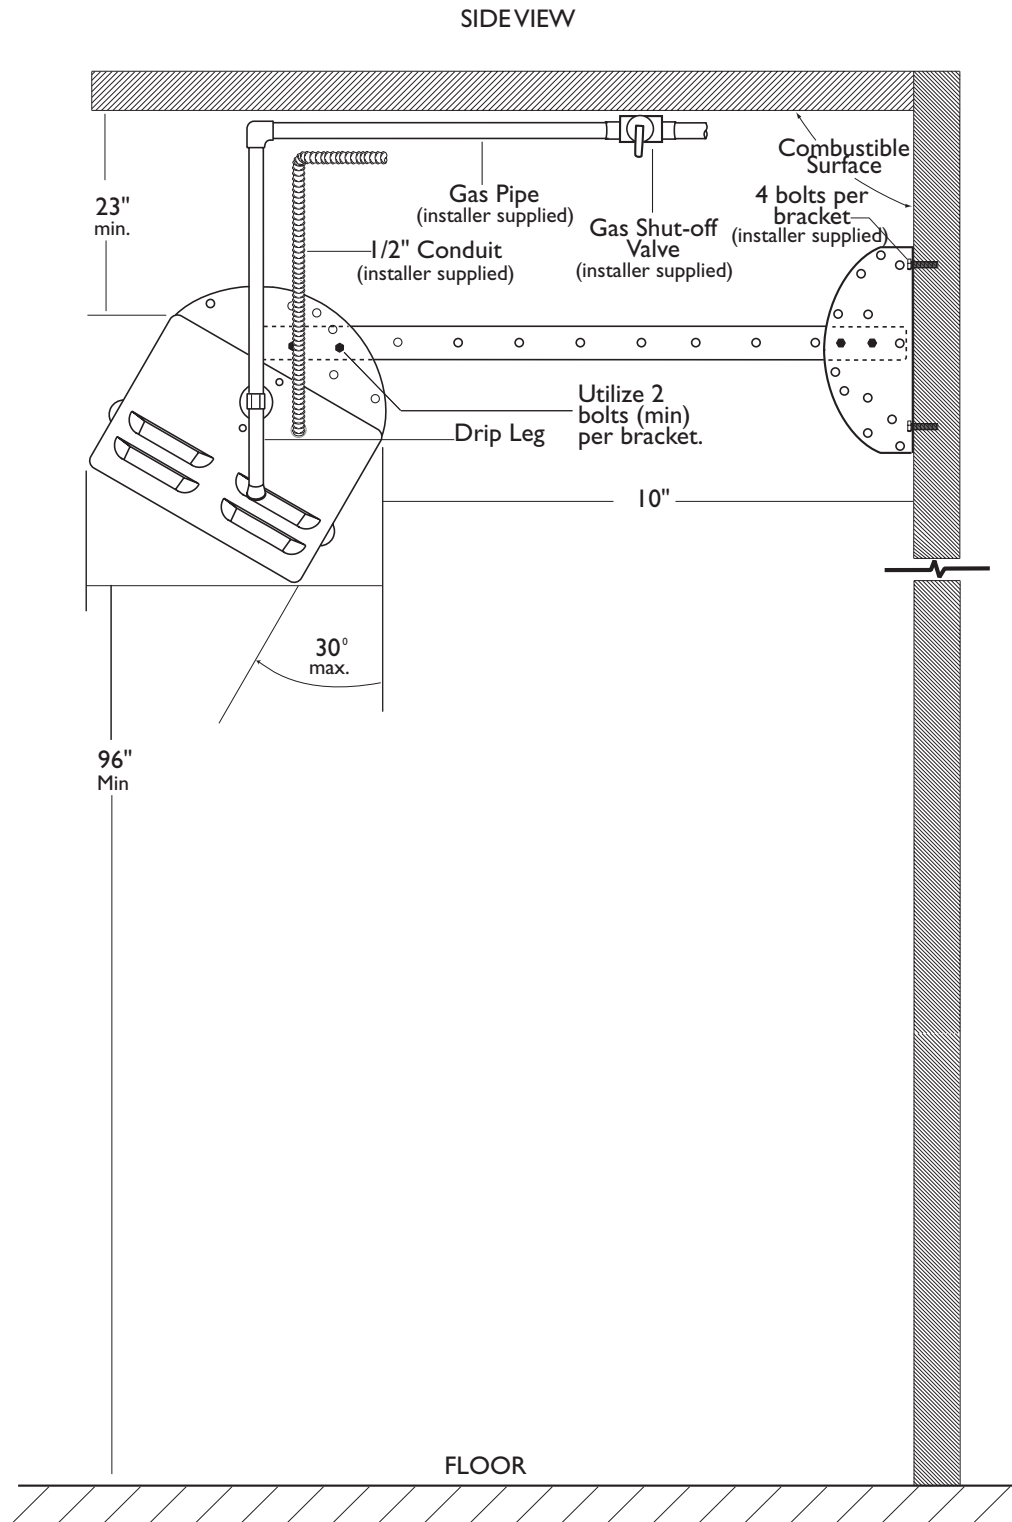 SIDE VIEW
Combustible
Surface
23"
min.
Gas Pipe
(installer supplied)
4 bolts per
bracket
(installer supplied)
Gas Shut-off
Valve
(installer supplied)
1/2" Conduit
(installer supplied)
Utilize 2
bolts (min)
per bracket.
Drip Leg
10"
30°
max.
96"
Min
FLOOR